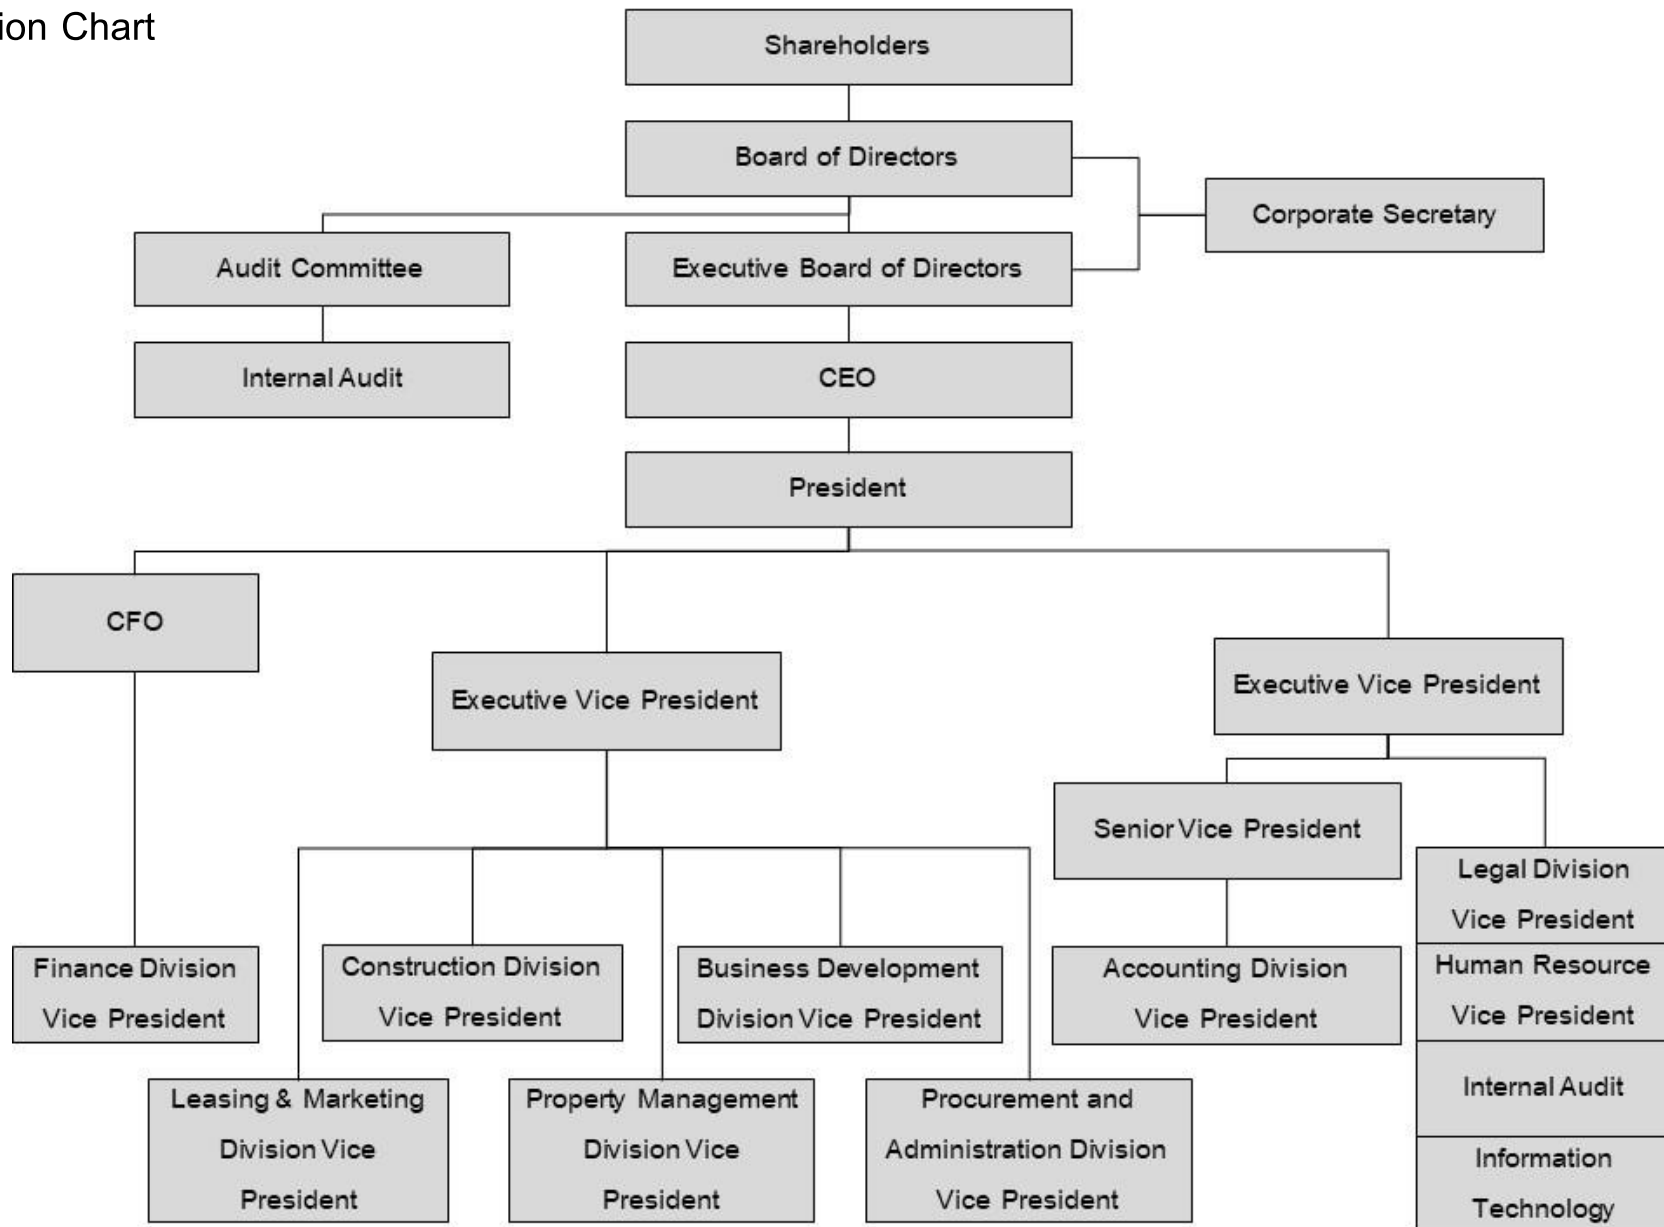 ion Chart
Shareholders
Board of Directors
Corporate Secretary
Audit Committee
Executive Board of Directors
Internal Audit
CEO
President
CFO
Executive Vice President
Executive Vice President
Senior Vice President
Legal Division
Vice President
Finance Division
Vice President
Construction Division
Vice President
Business Development
Division Vice President
Accounting Division
Vice President
Human Resource
Vice President
Leasing & Marketing
Division Vice
President
Property Management
Division Vice
President
Procurement and
Administration Division
Vice President
Internal Audit
Information
Technology